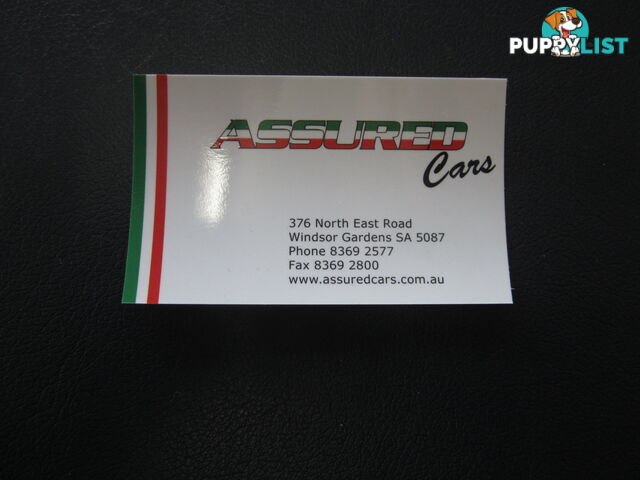 PUPPYLIST
ASSURED
Cars
376 North East Road
Windsor Gardens SA 5087
Phone 8369 2577
Fax 8369 2800
www.assuredcars.com.au